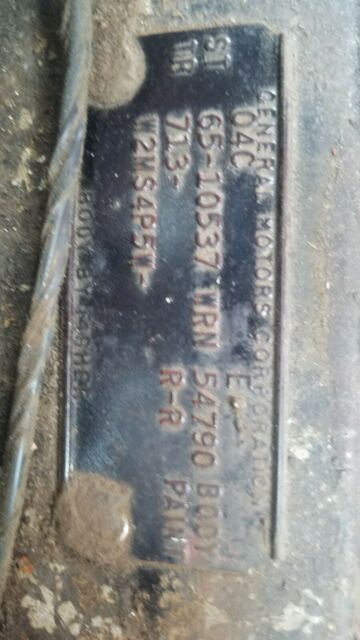 GENERAL MOTORS CORPORATION
04C E
ST 65-10537 WRN 54790 BODY
TR 713- R-R PAINT
W2MS4P5W-
BODY BY FISHER